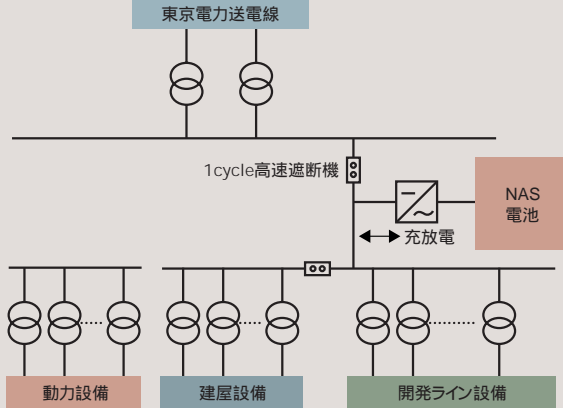 東京電力送電線
1cycle高速遮断機
NAS
電池
充放電
動力設備
建屋設備
開発ライン設備